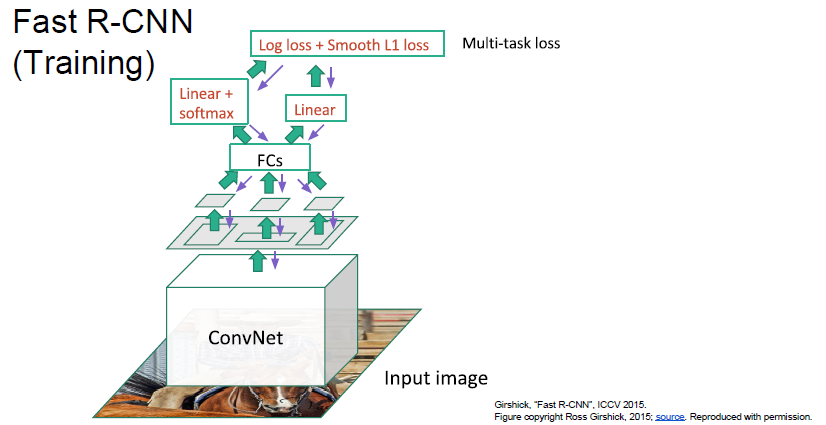 Fast R-CNN
(Training)
Log loss + Smooth L1 loss
Multi-task loss
Linear +
softmax
Linear
FCs
ConvNet
Input image
Girshick, “Fast R-CNN”, ICCV 2015.
Figure copyright Ross Girshick, 2015; source. Reproduced with permission.